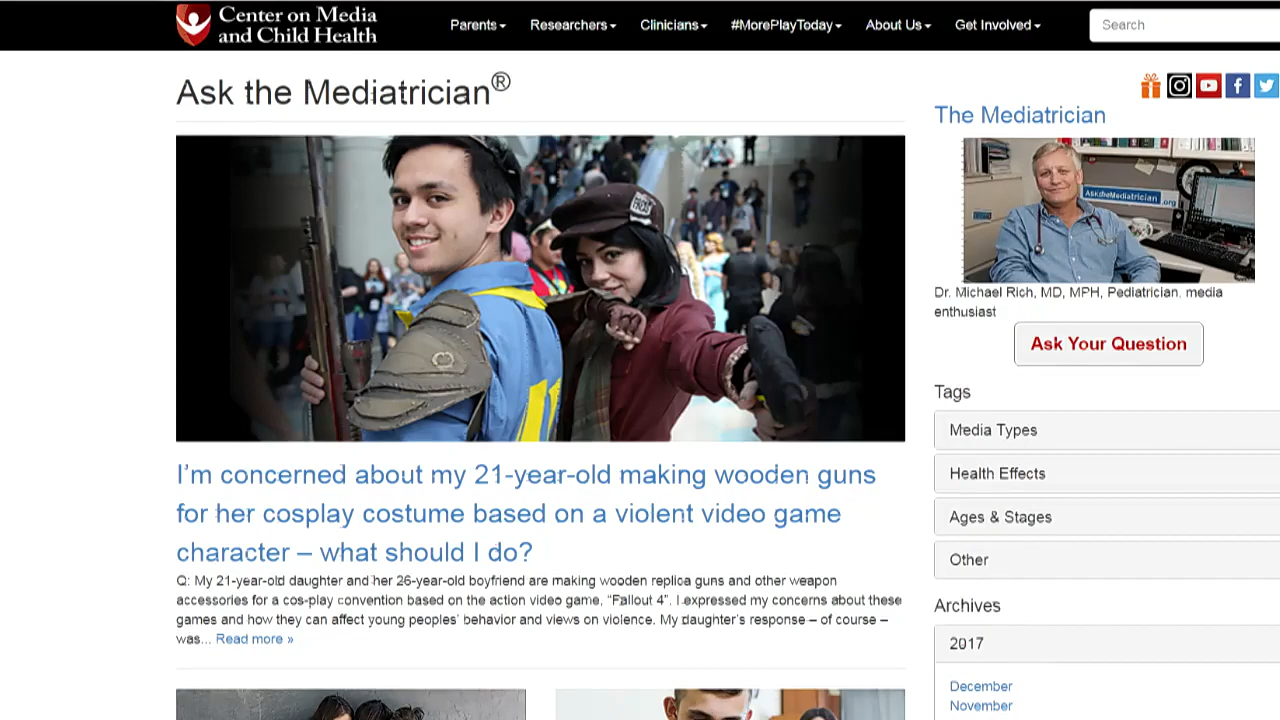 Center on Media
and Child Health
Parents
Researchers
Clinicians
#MorePlayToday
About Us
Get Involved
Search
Ask the Mediatrician®
The Mediatrician
AsktheMediatrician.org
Dr. Michael Rich, MD, MPH, Pediatrician, media
enthusiast
Ask Your Question
I'm concerned about my 21-year-old making wooden guns
for her cosplay costume based on a violent video game
character – what should I do?
Q: My 21-year-old daughter and her 26-year-old boyfriend are making wooden replica guns and other weapon
accessories for a cos-play convention based on the action video game, "Fallout 4". I expressed my concerns about these
games and how they can affect young peoples' behavior and views on violence. My daughter's response – of course –
was... Read more »
Tags
Media Types
Health Effects
Ages & Stages
Other
Archives
2017
December
November